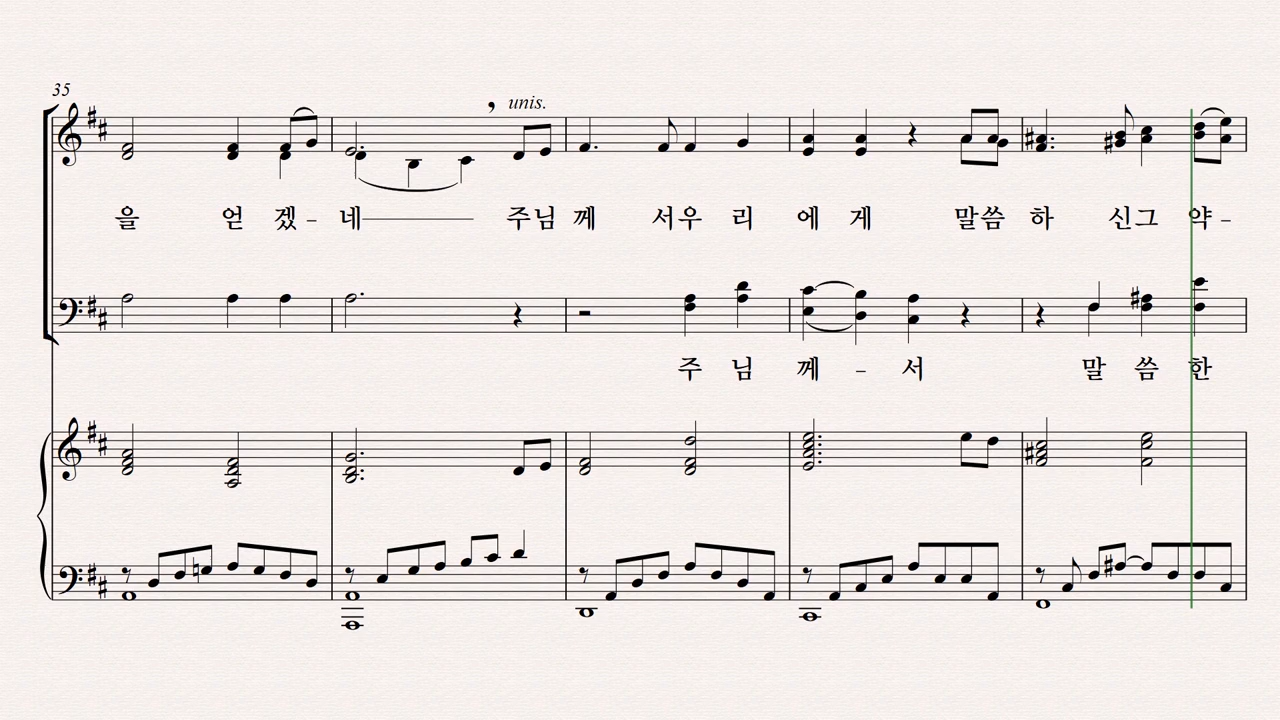 35
unis.
을 얻 겠 - 네 주님 께 서우 리 에 게 말씀 하 신그 약 -
주 님 께 - 서 말 씀 한